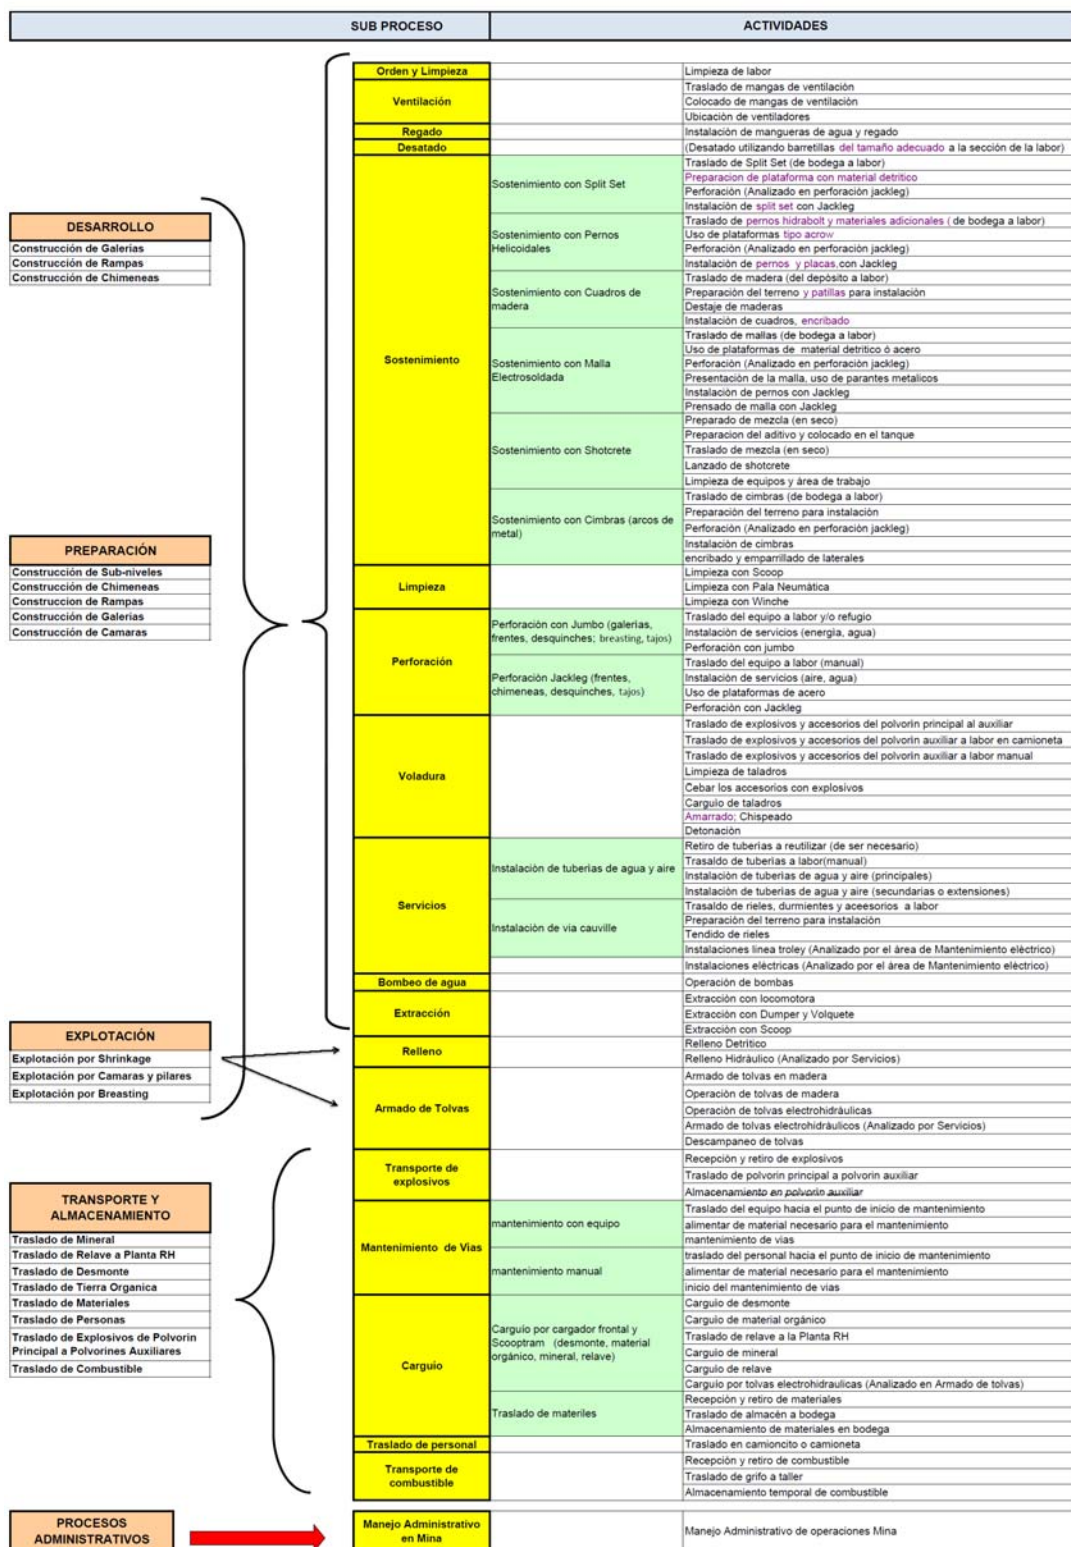 SUB PROCESO
ACTIVIDADES
DESARROLLO
Construcción de Galerías
Construcción de Rampas
Construcción de Chimeneas
PREPARACIÓN
Construcción de Sub-niveles
Construcción de Chimeneas
Construccion de Rampas
Construcción de Galerías
Construcción de Camaras
EXPLOTACIÓN
Explotación por Shrinkage
Explotación por Camaras y pilares
Explotación por Breasting
TRANSPORTE Y
ALMACENAMIENTO
Traslado de Mineral
Traslado de Relave a Planta RH
Traslado de Desmonte
Traslado de Tierra Organica
Traslado de Materiales
Traslado de Personas
Traslado de Explosivos de Polvorin
Principal a Polvorines Auxiliares
Traslado de Combustible
PROCESOS
ADMINISTRATIVOS
Orden y Limpieza
Limpieza de labor
Ventilación
Traslado de mangas de ventilación
Colocado de mangas de ventilación
Ubicación de ventiladores
Regado
Instalación de mangueras de agua y regado
Desatado
(Desatado utilizando barretillas del tamaño adecuado a la sección de la labor)
Sostenimiento
Sostenimiento con Split Set
Traslado de Split Set (de bodega a labor)
Preparacion de plataforma con material detritico
Perforación (Analizado en perforación jackleg)
Instalación de split set con Jackleg
Sostenimiento con Pernos
Helicoidales
Traslado de pernos hidrabolt y materiales adicionales ( de bodega a labor)
Uso de plataformas tipo acrow
Perforación (Analizado en perforación jackleg)
Instalación de pernos y placas,con Jackleg
Sostenimiento con Cuadros de
madera
Traslado de madera (del depósito a labor)
Preparación del terreno y patillas para instalación
Destaje de maderas
Instalación de cuadros, encribado
Sostenimiento con Malla
Electrosoldada
Traslado de mallas (de bodega a labor)
Uso de plataformas de material detritico ó acero
Perforación (Analizado en perforación jackleg)
Presentación de la malla, uso de parantes metalicos
Instalación de pernos con Jackleg
Prensado de malla con Jackleg
Sostenimiento con Shotcrete
Preparado de mezcla (en seco)
Preparacion del aditivo y colocado en el tanque
Traslado de mezcla (en seco)
Lanzado de shotcrete
Limpieza de equipos y área de trabajo
Sostenimiento con Cimbras (arcos de
metal)
Traslado de cimbras (de bodega a labor)
Preparación del terreno para instalación
Perforación (Analizado en perforación jackleg)
Instalación de cimbras
encribado y emparrillado de laterales
Limpieza
Limpieza con Scoop
Limpieza con Pala Neumática
Limpieza con Winche
Perforación
Perforación con Jumbo (galerías,
frentes, desquinches; breasting, tajos)
Traslado del equipo a labor y/o refugio
Instalación de servicios (energía, agua)
Perforación con jumbo
Perforación Jackleg (frentes,
chimeneas, desquinches, tajos)
Traslado del equipo a labor (manual)
Instalación de servicios (aire, agua)
Uso de plataformas de acero
Perforación con Jackleg
Voladura
Traslado de explosivos y accesorios del polvorín principal al auxiliar
Traslado de explosivos y accesorios del polvorín auxiliar a labor en camioneta
Traslado de explosivos y accesorios del polvorín auxiliar a labor manual
Limpieza de taladros
Cebar los accesorios con explosivos
Carguío de taladros
Amarrado; Chispeado
Detonación
Servicios
Instalación de tuberías de agua y aire
Retiro de tuberías a reutilizar (de ser necesario)
Trasaldo de tuberías a labor(manual)
Instalación de tuberías de agua y aire (principales)
Instalación de tuberías de agua y aire (secundarias o extensiones)
Instalación de via cauville
Trasaldo de rieles, durmientes y aceesorios a labor
Preparación del terreno para instalación
Tendido de rieles
Instalaciones linea troley (Analizado por el área de Mantenimiento eléctrico)
Instalaciones eléctricas (Analizado por el área de Mantenimiento eléctrico)
Bombeo de agua
Operación de bombas
Extracción
Extracción con locomotora
Extracción con Dumper y Volquete
Extracción con Scoop
Relleno
Relleno Detrítico
Relleno Hidráulico (Analizado por Servicios)
Armado de Tolvas
Armado de tolvas en madera
Operación de tolvas de madera
Operación de tolvas electrohidráulicas
Armado de tolvas electrohidráulicos (Analizado por Servicios)
Descampaneo de tolvas
Transporte de
explosivos
Recepción y retiro de explosivos
Traslado de polvorin principal a polvorin auxiliar
Almacenamiento en polvorín auxiliar
Mantenimiento de Vias
mantenimiento con equipo
Traslado del equipo hacia el punto de inicio de mantenimiento
alimentar de material necesario para el mantenimiento
mantenimiento de vias
mantenimiento manual
traslado del personal hacia el punto de inicio de mantenimiento
alimentar de material necesario para el mantenimiento
inicio del mantenimiento de vias
Carguío
Carguío por cargador frontal y
Scooptram (desmonte, material
orgánico, mineral, relave)
Carguío de desmonte
Carguío de material orgánico
Traslado de relave a la Planta RH
Carguío de mineral
Carguío de relave
Carguío por tolvas electrohidraulicas (Analizado en Armado de tolvas)
Traslado de materiles
Recepción y retiro de materiales
Traslado de almacén a bodega
Almacenamiento de materiales en bodega
Traslado de personal
Traslado en camioncito o camioneta
Transporte de
combustible
Recepción y retiro de combustible
Traslado de grifo a taller
Almacenamiento temporal de combustible
Manejo Administrativo
en Mina
Manejo Administrativo de operaciones Mina